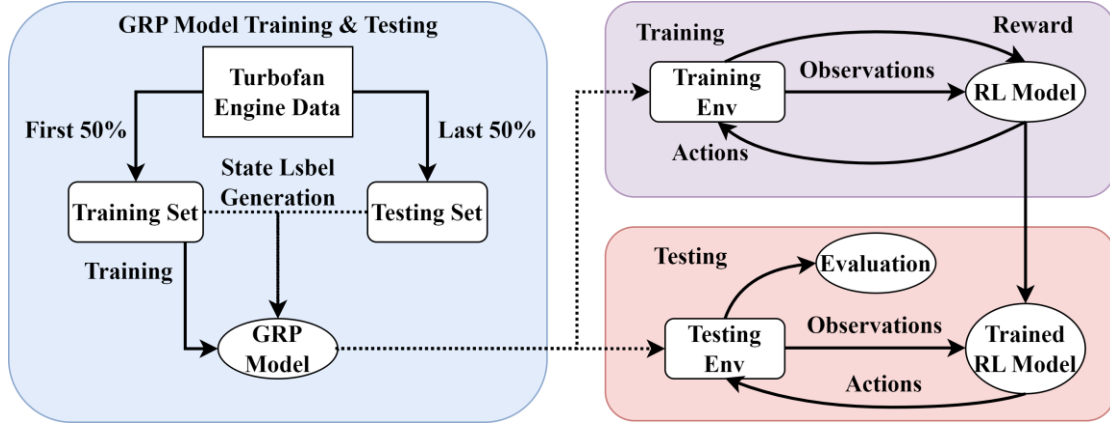 GRP Model Training & Testing
Turbofan
Engine Data
First 50%
Last 50%
State Lsbel
Generation
Training Set
Testing Set
Training
GRP
Model
Training
Reward
Training
Env
Observations
RL Model
Actions
Testing
Evaluation
Testing
Env
Observations
Trained
RL Model
Actions